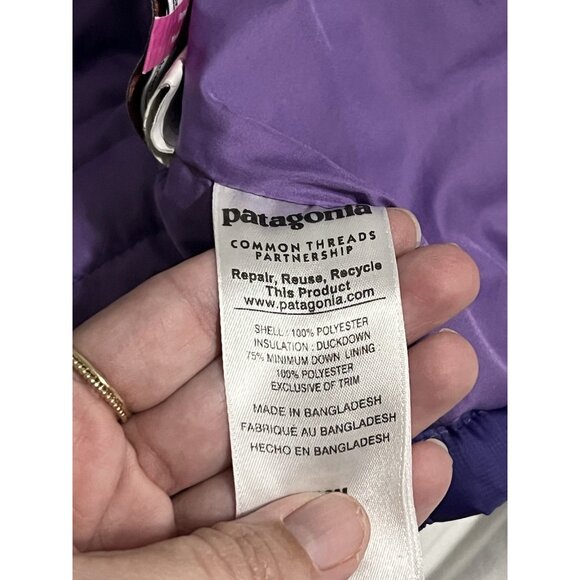 patagonia
COMMON THREADS
PARTNERSHIP
Repair, Reuse, Recycle
This Product
www.patagonia.com
SHELL : 100% POLYESTER
INSULATION : DUCKDOWN
75% MINIMUM DOWN LINING :
100% POLYESTER
EXCLUSIVE OF TRIM
MADE IN BANGLADESH
FABRIQUÉ AU BANGLADESH
HECHO EN BANGLADESH